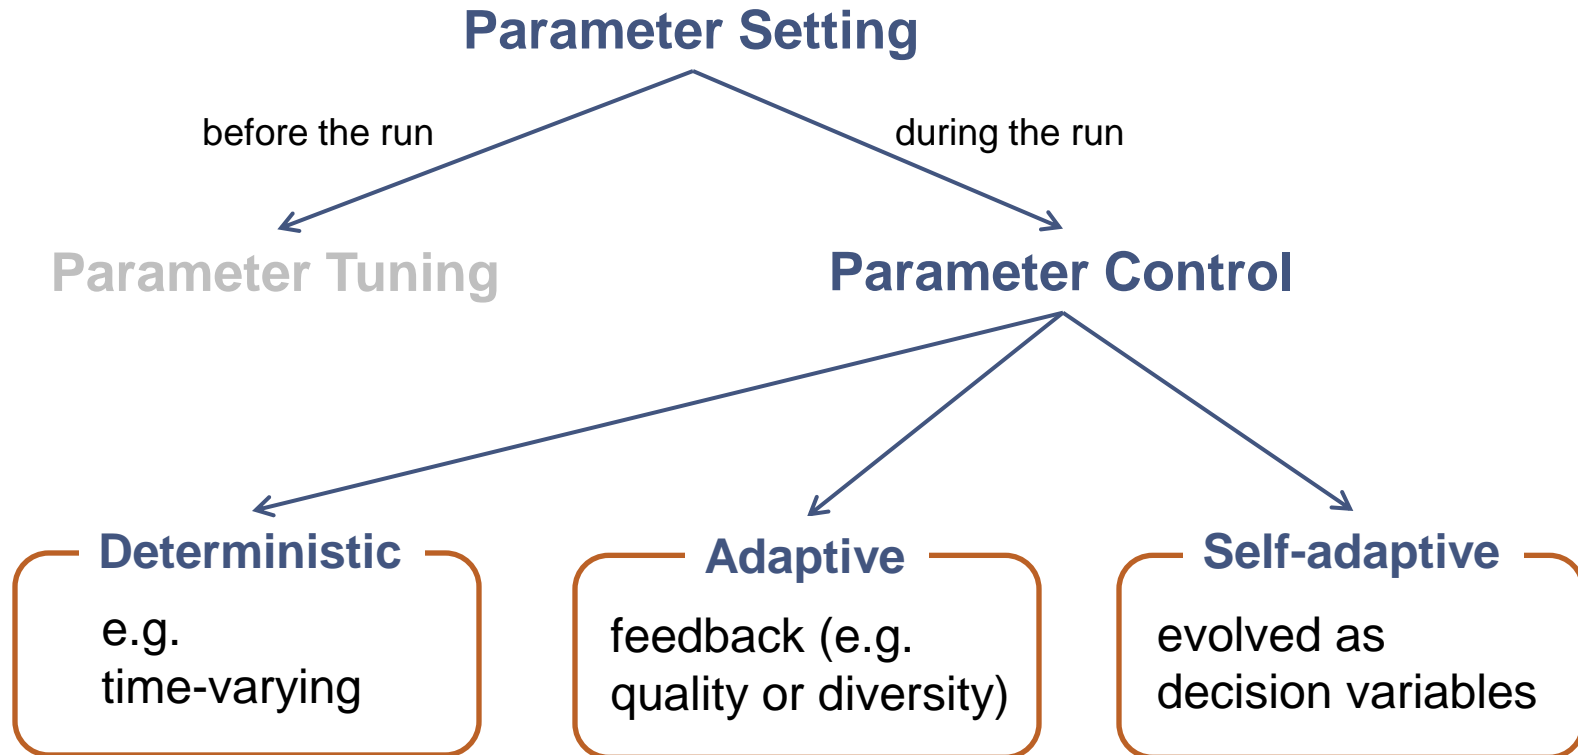 Parameter Setting
before the run
during the run
Parameter Tuning
Parameter Control
Deterministic
e.g.
time-varying
Adaptive
feedback (e.g.
quality or diversity)
Self-adaptive
evolved as
decision variables